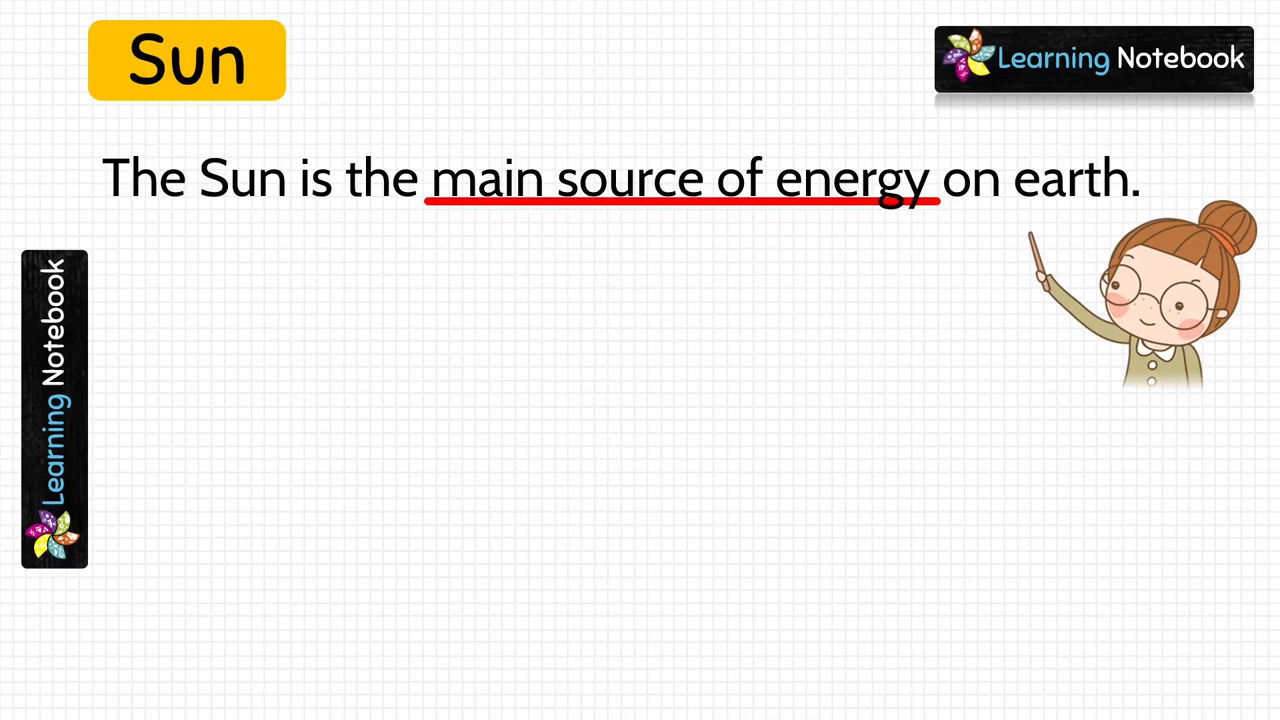 Sun
Learning Notebook
The Sun is the main source of energy on earth.
Learning Notebook